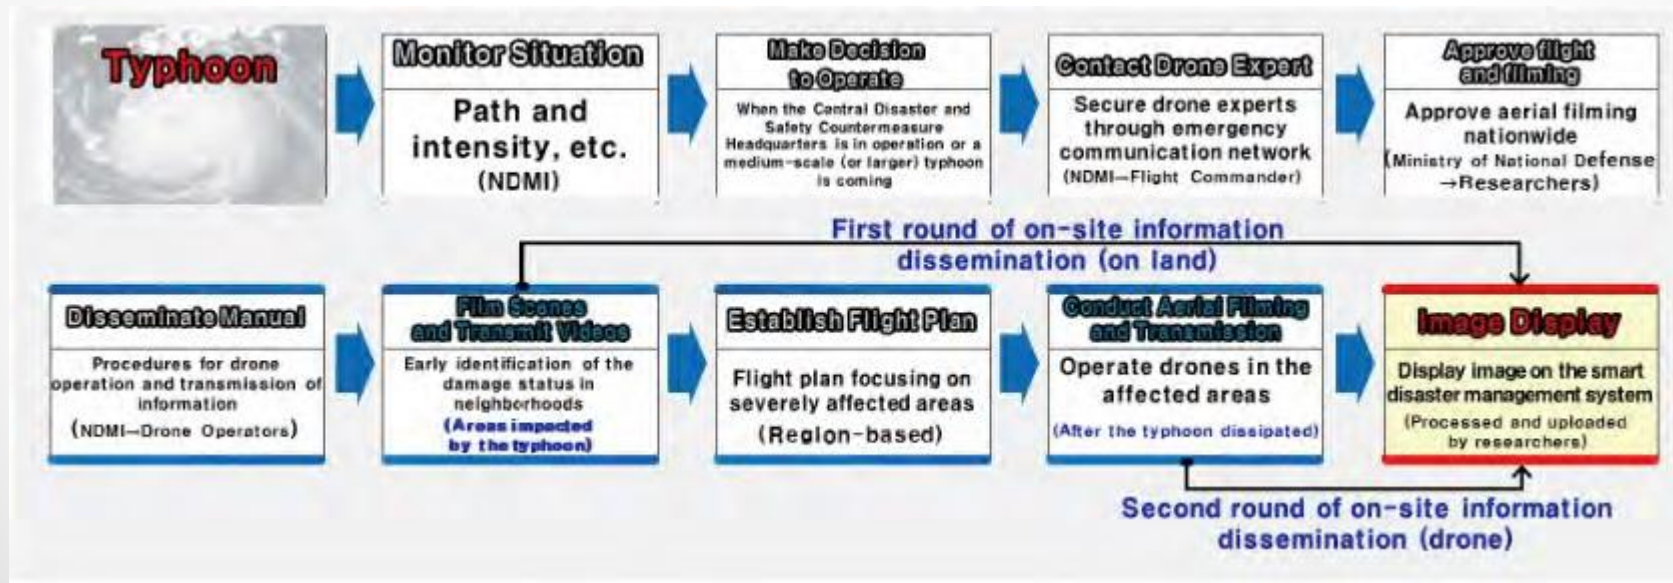 Typhoon
Monitor Situation
Path and
intensity, etc.
(NDMI)
Make Decision
to Operate
When the Central Disaster and
Safety Countermeasure
Headquarters is in operation or a
medium-scale (or larger) typhoon
is coming
Contact Drone Expert
Secure drone experts
through emergency
communication network
(NDMI→Flight Commander)
Approve flight
and filming
Approve aerial filming
nationwide
(Ministry of National Defense
→Researchers)
First round of on-site information
dissemination (on land)
Disseminate Manual
Procedures for drone
operation and transmission of
information
(NDMI→Drone Operators)
Film Scenes
and Transmit Videos
Early identification of the
damage status in
neighborhoods
(Areas impacted
by the typhoon)
Establish Flight Plan
Flight plan focusing on
severely affected areas
(Region-based)
Conduct Aerial Filming
and Transmission
Operate drones in the
affected areas
(After the typhoon dissipated)
Image Display
Display image on the smart
disaster management system
(Processed and uploaded
by researchers)
Second round of on-site information
dissemination (drone)